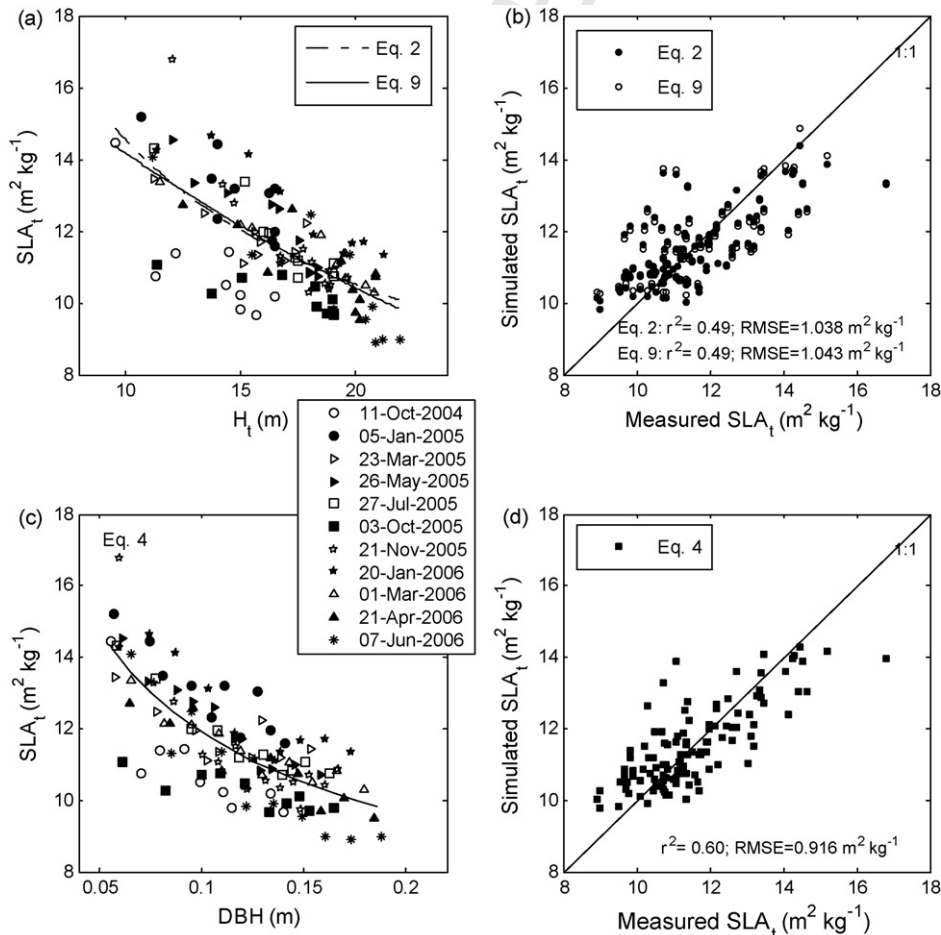 (a)
18
16
14
12
10
8
SLAt (m2 kg-1)
Eq. 2
Eq. 9
10 15 20
Ht (m)
(b)
18
16
14
12
10
8
Simulated SLAt (m2 kg-1)
Eq. 2
Eq. 9
1:1
Eq. 2: r2= 0.49; RMSE=1.038 m2 kg-1
Eq. 9: r2= 0.49; RMSE=1.043 m2 kg-1
8 10 12 14 16 18
Measured SLAt (m2 kg-1)
11-Oct-2004
05-Jan-2005
23-Mar-2005
26-May-2005
27-Jul-2005
03-Oct-2005
21-Nov-2005
20-Jan-2006
01-Mar-2006
21-Apr-2006
07-Jun-2006
(c)
18
16
14
12
10
8
SLAt (m2 kg-1)
Eq. 4
0.05 0.1 0.15 0.2
DBH (m)
(d)
18
16
14
12
10
8
Simulated SLAt (m2 kg-1)
Eq. 4
1:1
r2= 0.60; RMSE=0.916 m2 kg-1
8 10 12 14 16 18
Measured SLAt (m2 kg-1)